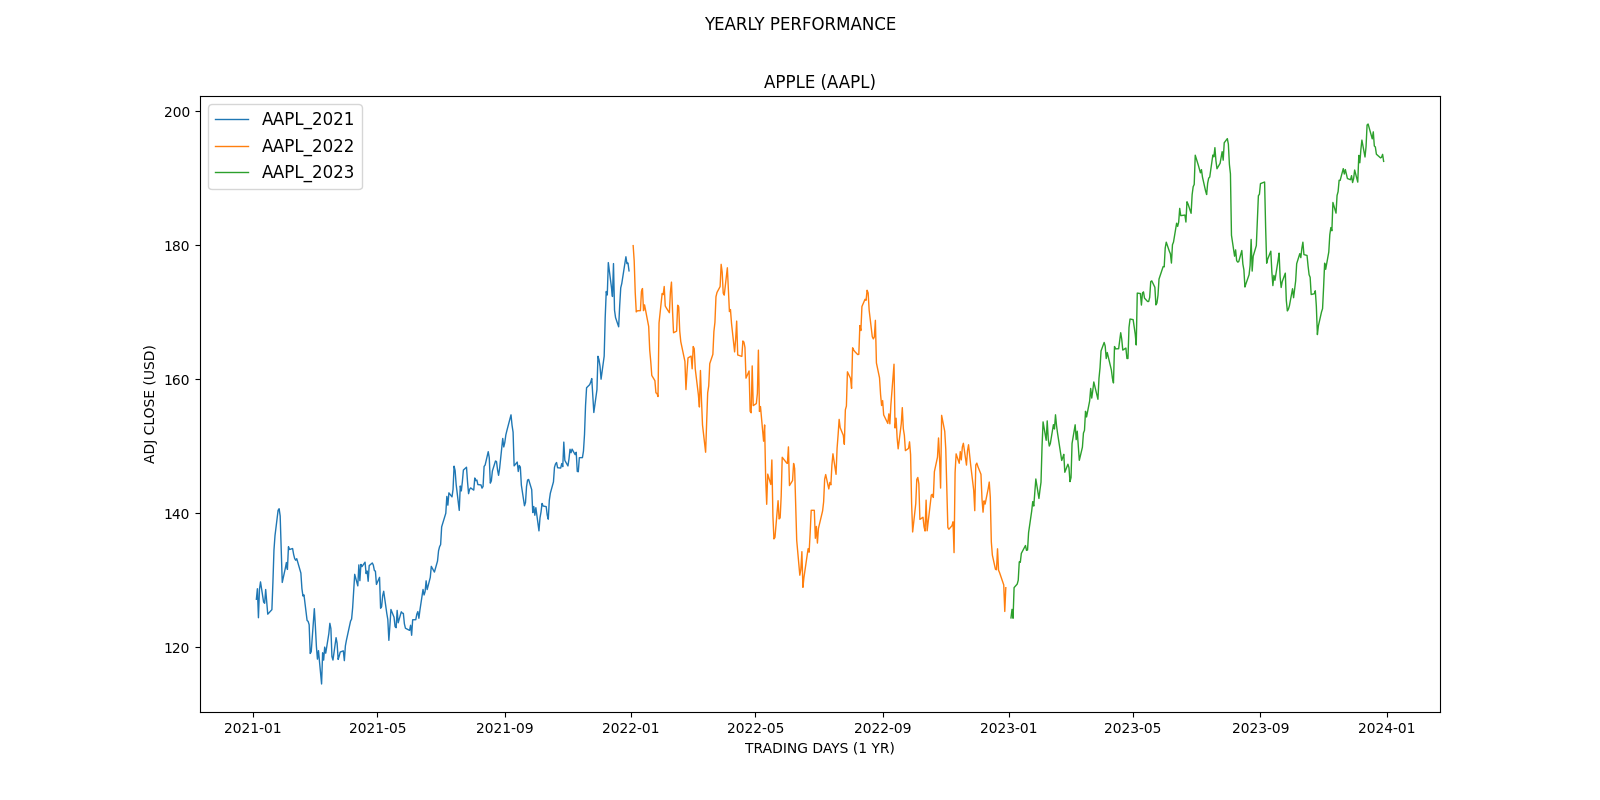 YEARLY PERFORMANCE
APPLE (AAPL)
AAPL_2021
AAPL_2022
AAPL_2023
200
180
160
140
120
ADJ CLOSE (USD)
2021-01 2021-05 2021-09 2022-01 2022-05 2022-09 2023-01 2023-05 2023-09 2024-01
TRADING DAYS (1 YR)